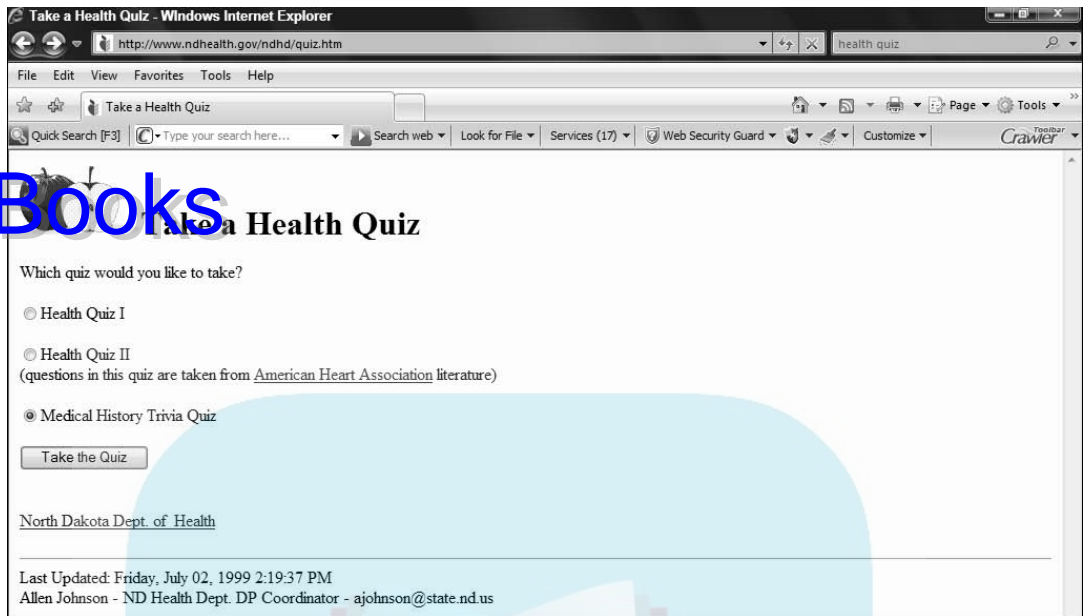 Take a Health Quiz - Windows Internet Explorer
http://www.ndhealth.gov/ndhd/quiz.htm health quiz
File Edit View Favorites Tools Help
Take a Health Quiz Page Tools »
Quick Search [F3] Type your search here... Search web Look for File Services (17) Web Security Guard Customize Crawler Toolbar
Books
Take a Health Quiz
Which quiz would you like to take?
Health Quiz I
Health Quiz II
(questions in this quiz are taken from American Heart Association literature)
Medical History Trivia Quiz
Take the Quiz
North Dakota Dept. of Health
Last Updated: Friday, July 02, 1999 2:19:37 PM
Allen Johnson - ND Health Dept. DP Coordinator - ajohnson@state.nd.us